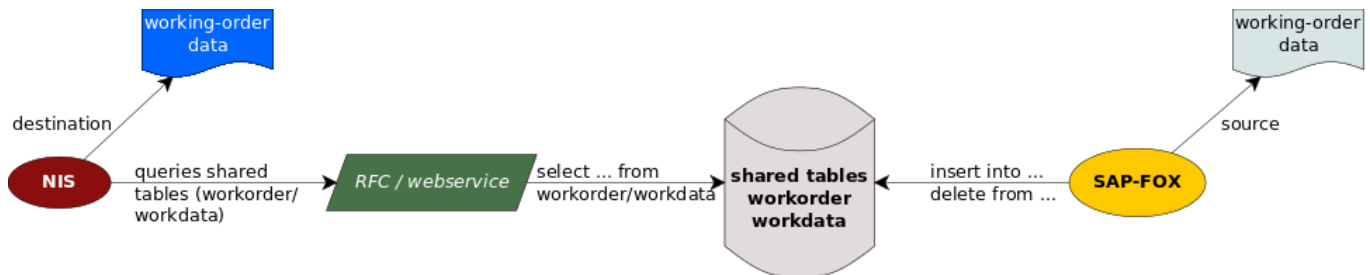 working-order
data
working-order
data
destination
source
NIS
queries shared
tables (workorder/
workdata)
RFC / webservice
select ... from
workorder/workdata
shared tables
workorder
workdata
insert into ...
delete from ...
SAP-FOX